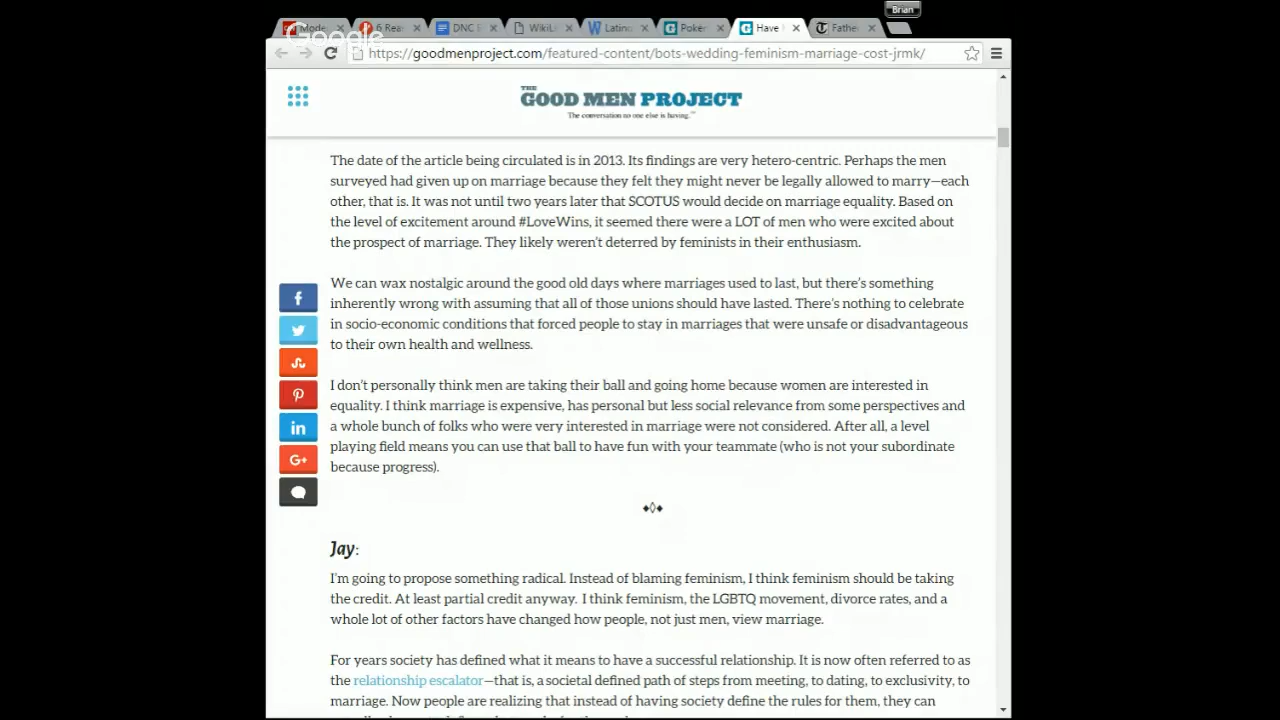 Brian
Mode
6 Rea
DNC E
WikiL
Latin
Poker
Have
Fathe
Google
https://goodmenproject.com/featured-content/bots-wedding-feminism-marriage-cost-jrmk/
THE
GOOD MEN PROJECT
The conversation no one else is having.™
The date of the article being circulated is in 2013. Its findings are very hetero-centric. Perhaps the men
surveyed had given up on marriage because they felt they might never be legally allowed to marry—each
other, that is. It was not until two years later that SCOTUS would decide on marriage equality. Based on
the level of excitement around #LoveWins, it seemed there were a LOT of men who were excited about
the prospect of marriage. They likely weren't deterred by feminists in their enthusiasm.
We can wax nostalgic around the good old days where marriages used to last, but there's something
inherently wrong with assuming that all of those unions should have lasted. There's nothing to celebrate
in socio-economic conditions that forced people to stay in marriages that were unsafe or disadvantageous
to their own health and wellness.
I don't personally think men are taking their ball and going home because women are interested in
equality. I think marriage is expensive, has personal but less social relevance from some perspectives and
a whole bunch of folks who were very interested in marriage were not considered. After all, a level
playing field means you can use that ball to have fun with your teammate (who is not your subordinate
because progress).
Jay:
I'm going to propose something radical. Instead of blaming feminism, I think feminism should be taking
the credit. At least partial credit anyway. I think feminism, the LGBTQ movement, divorce rates, and a
whole lot of other factors have changed how people, not just men, view marriage.
For years society has defined what it means to have a successful relationship. It is now often referred to as
the relationship escalator—that is, a societal defined path of steps from meeting, to dating, to exclusivity, to
marriage. Now people are realizing that instead of having society define the rules for them, they can